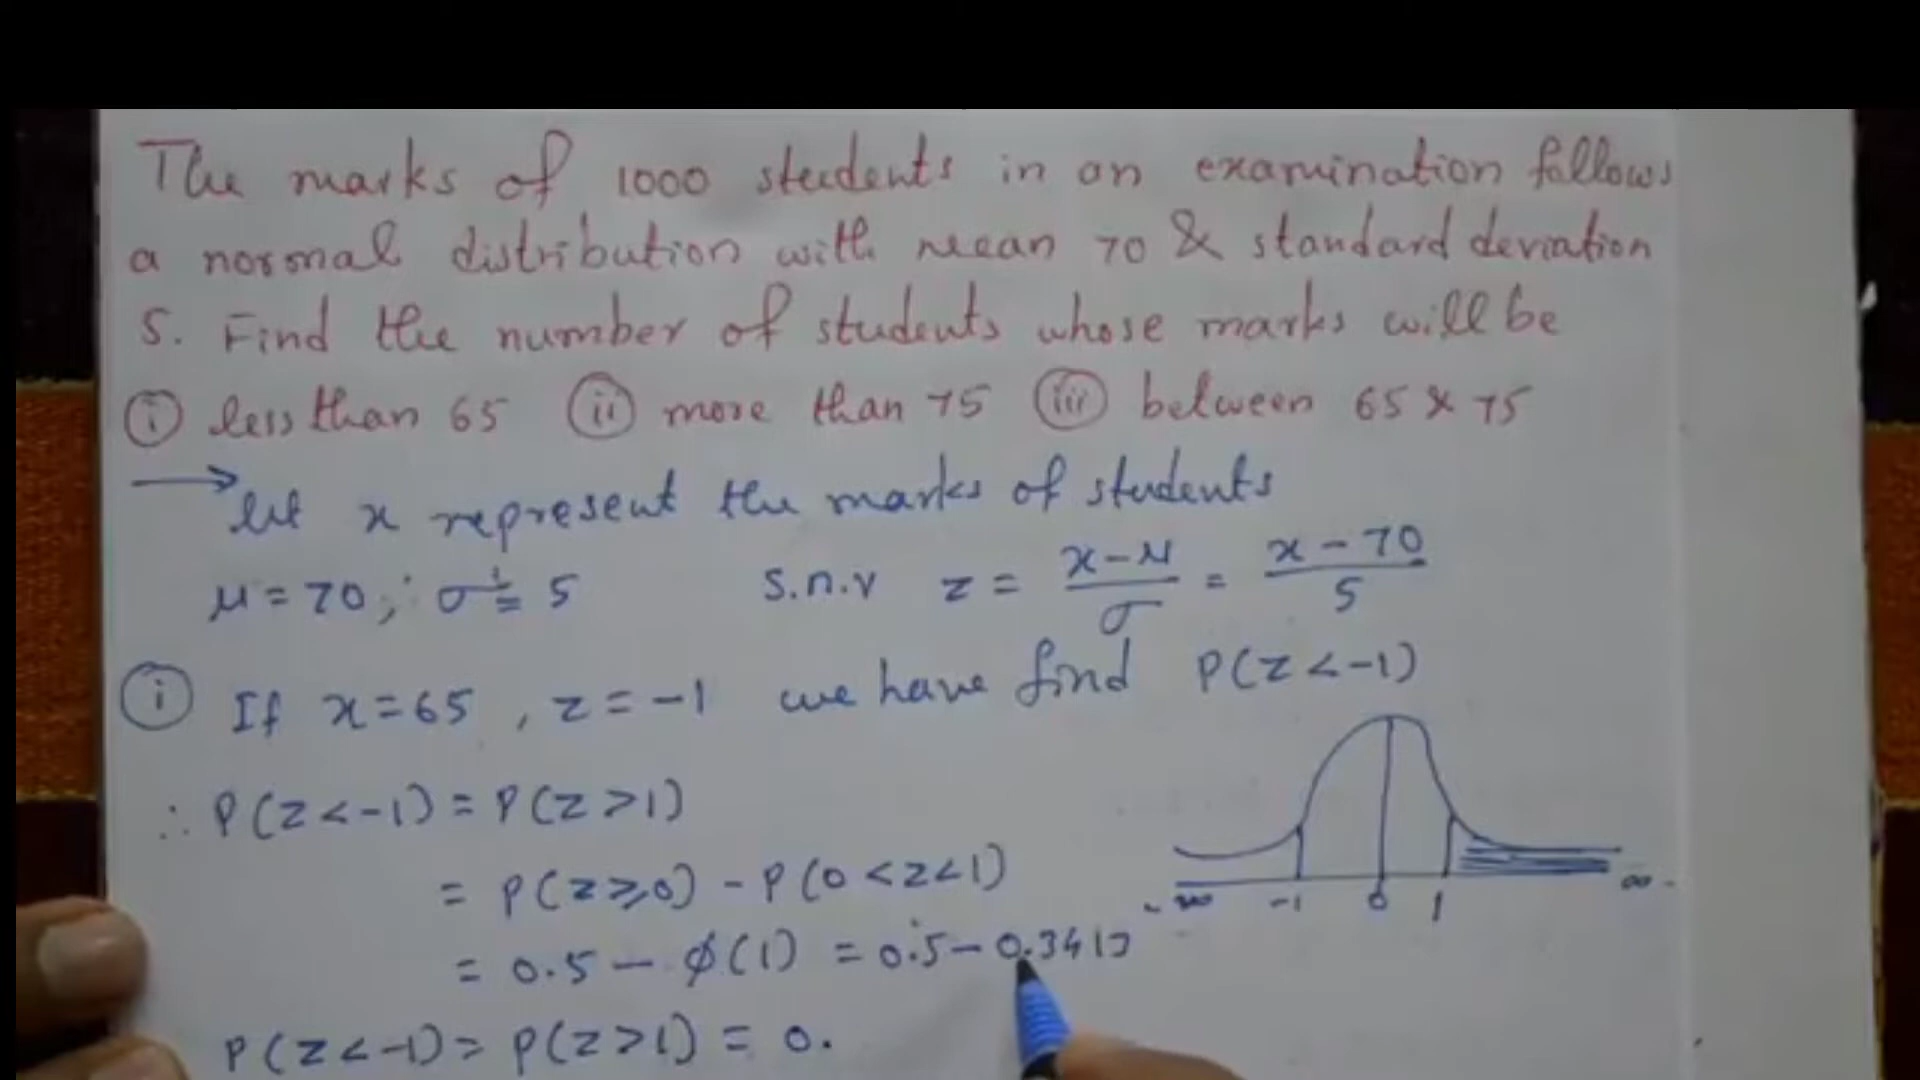 The marks of 1000 students in an examination follows
a normal distribution with mean 70 & standard deviation
5. Find the number of students whose marks will be
(i) less than 65 (ii) more than 75 (iii) between 65 & 75
→ let x represent the marks of students
μ = 70, σ = 5 s.n.v z = (x-μ)/σ = (x-70)/5
(i) If x = 65, z = -1 we have find P(z < -1)
∴ P(z < -1) = P(z > 1)
= P(z ≥ 0) - P(0 < z < 1)
= 0.5 - ϕ(1) = 0.5 - 0.3413
P(z < -1) = P(z > 1) = 0.
-∞ -1 0 1 ∞